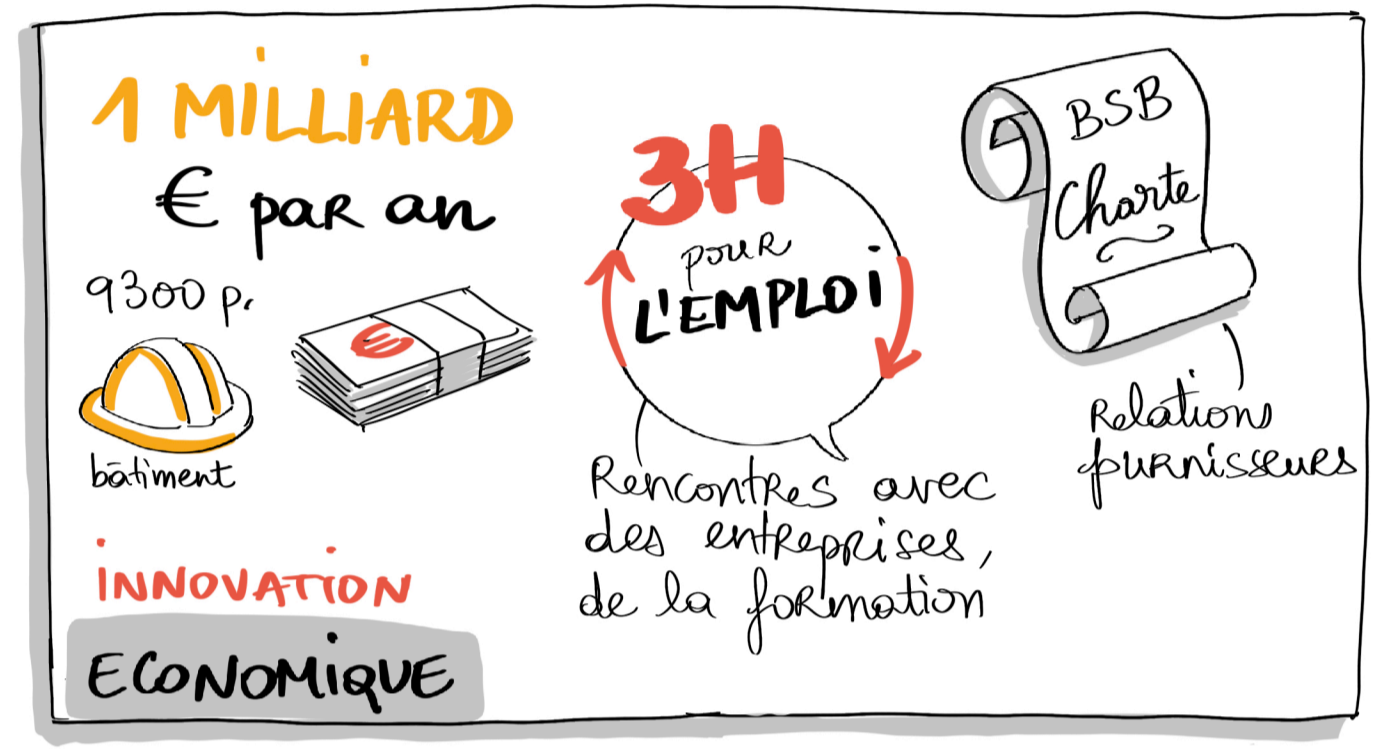 1 MILLIARD
€ par an
9300 p.
€
bâtiment
INNOVATION
ECONOMIQUE
3H
pour
L'EMPLOI
Rencontres avec
des entreprises,
de la formation
BSB
Charte
Relations
furnisseurs